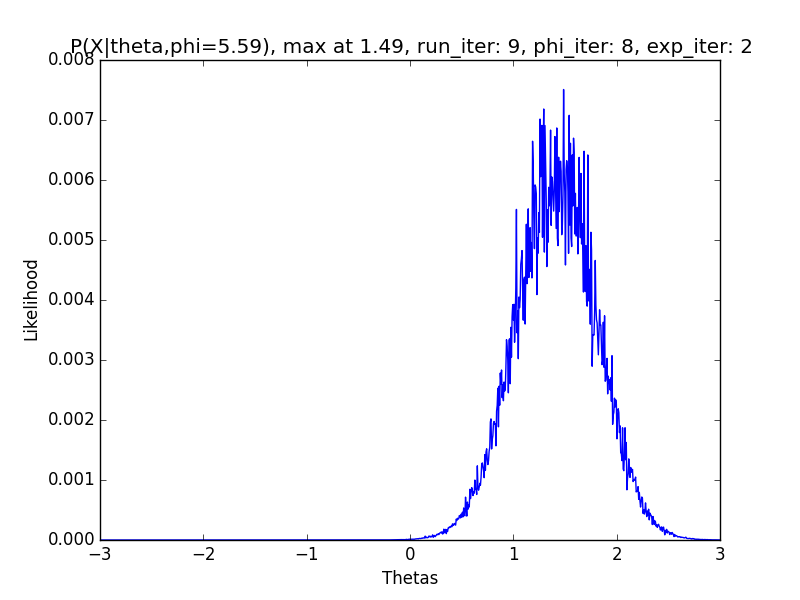 P(X|theta,phi=5.59), max at 1.49, run_iter: 9, phi_iter: 8, exp_iter: 2
0.008
0.007
0.006
0.005
0.004
0.003
0.002
0.001
0.000
Likelihood
−3 −2 −1 0 1 2 3
Thetas